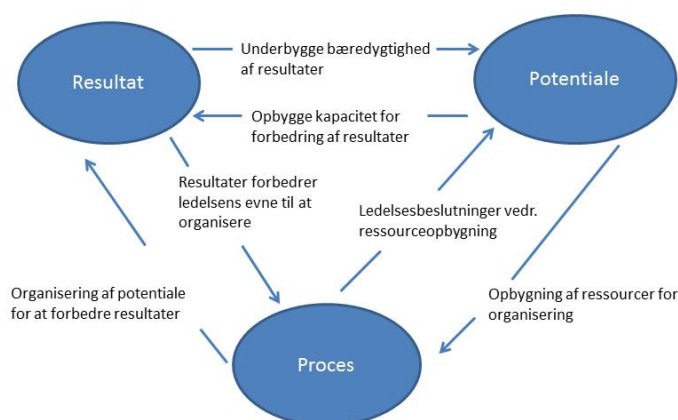 Resultat
Underbygge bæredygtighed
af resultater
Potentiale
Opbygge kapacitet for
forbedring af resultater
Resultater forbedrer
ledelsens evne til at
organisere
Ledelsesbeslutninger vedr.
ressourceopbygning
Organisering af potentiale
for at forbedre resultater
Opbygning af ressourcer for
organisering
Proces